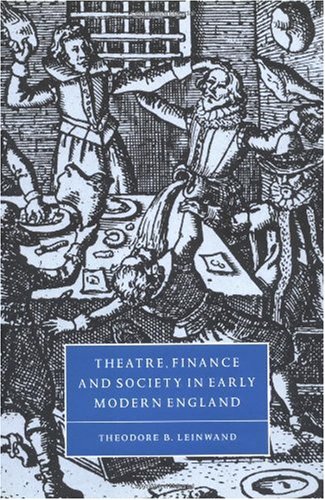 THEATRE, FINANCE
AND SOCIETY IN EARLY
MODERN ENGLAND
THEODORE B. LEINWAND